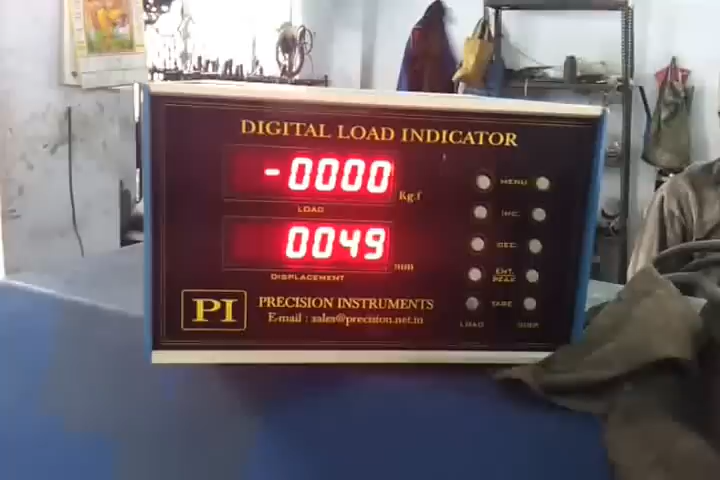 DIGITAL LOAD INDICATOR
-0000 Kg.f
LOAD
0049 mm
DISPLACEMENT
MENU
INC.
DEC.
ENT.
PEAK
TARE
LOAD DISP.
PI PRECISION INSTRUMENTS
E-mail : sales@precision.net.in